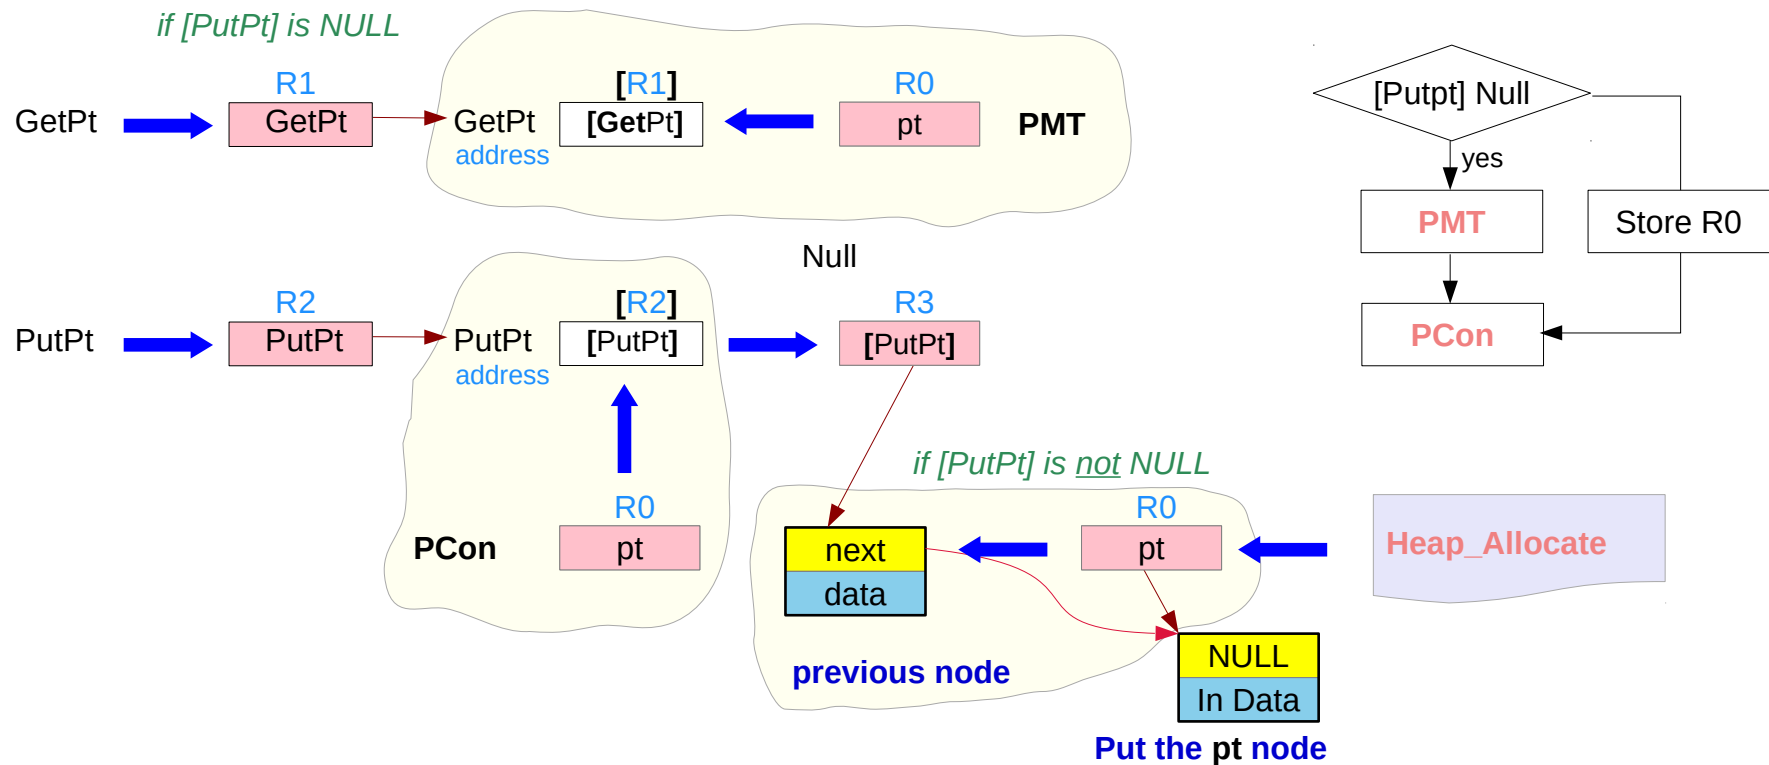 if [PutPt] is NULL
R1
[R1]
R0
GetPt
GetPt
GetPt
address
[GetPt]
pt
PMT
Null
R2
[R2]
R3
PutPt
PutPt
PutPt
address
[PutPt]
[PutPt]
R0
PCon
pt
if [PutPt] is not NULL
R0
next
data
pt
Heap_Allocate
previous node
NULL
In Data
Put the pt node
[Putpt] Null
yes
PMT
Store R0
PCon